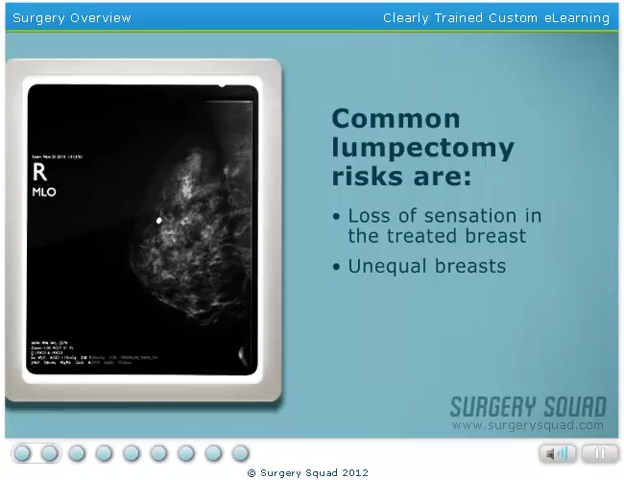 Surgery Overview
Clearly Trained Custom eLearning
Common
lumpectomy
risks are:
• Loss of sensation in
the treated breast
• Unequal breasts
R
MLO
SURGERY SQUAD
www.surgerysquad.com
© Surgery Squad 2012